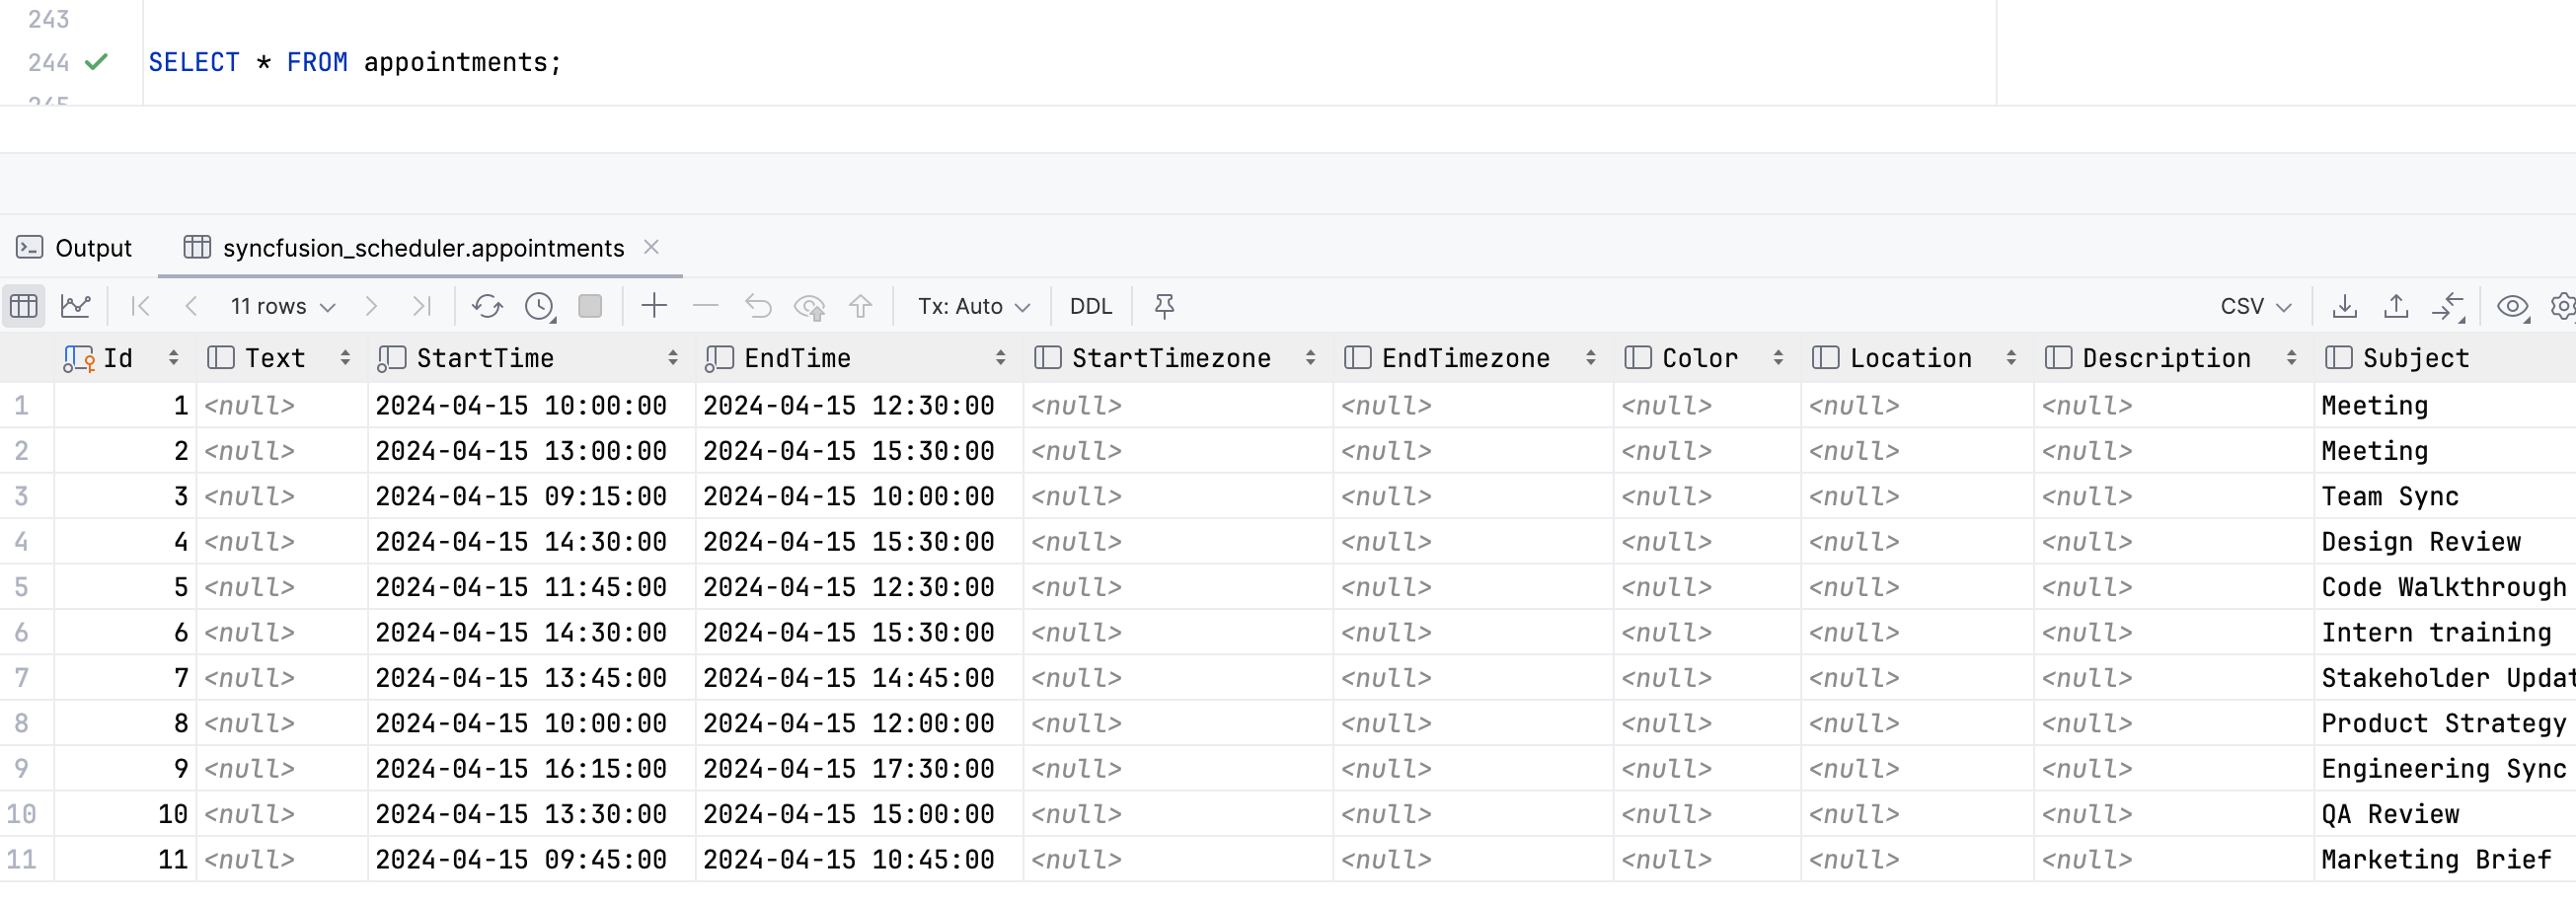 243
244 SELECT * FROM appointments;
245
Output syncfusion_scheduler.appointments
11 rows Tx: Auto DDL CSV
Id Text StartTime EndTime StartTimezone EndTimezone Color Location Description Subject
1 1 <null> 2024-04-15 10:00:00 2024-04-15 12:30:00 <null> <null> <null> <null> <null> Meeting
2 2 <null> 2024-04-15 13:00:00 2024-04-15 15:30:00 <null> <null> <null> <null> <null> Meeting
3 3 <null> 2024-04-15 09:15:00 2024-04-15 10:00:00 <null> <null> <null> <null> <null> Team Sync
4 4 <null> 2024-04-15 14:30:00 2024-04-15 15:30:00 <null> <null> <null> <null> <null> Design Review
5 5 <null> 2024-04-15 11:45:00 2024-04-15 12:30:00 <null> <null> <null> <null> <null> Code Walkthrough
6 6 <null> 2024-04-15 14:30:00 2024-04-15 15:30:00 <null> <null> <null> <null> <null> Intern training
7 7 <null> 2024-04-15 13:45:00 2024-04-15 14:45:00 <null> <null> <null> <null> <null> Stakeholder Updat
8 8 <null> 2024-04-15 10:00:00 2024-04-15 12:00:00 <null> <null> <null> <null> <null> Product Strategy
9 9 <null> 2024-04-15 16:15:00 2024-04-15 17:30:00 <null> <null> <null> <null> <null> Engineering Sync
10 10 <null> 2024-04-15 13:30:00 2024-04-15 15:00:00 <null> <null> <null> <null> <null> QA Review
11 11 <null> 2024-04-15 09:45:00 2024-04-15 10:45:00 <null> <null> <null> <null> <null> Marketing Brief